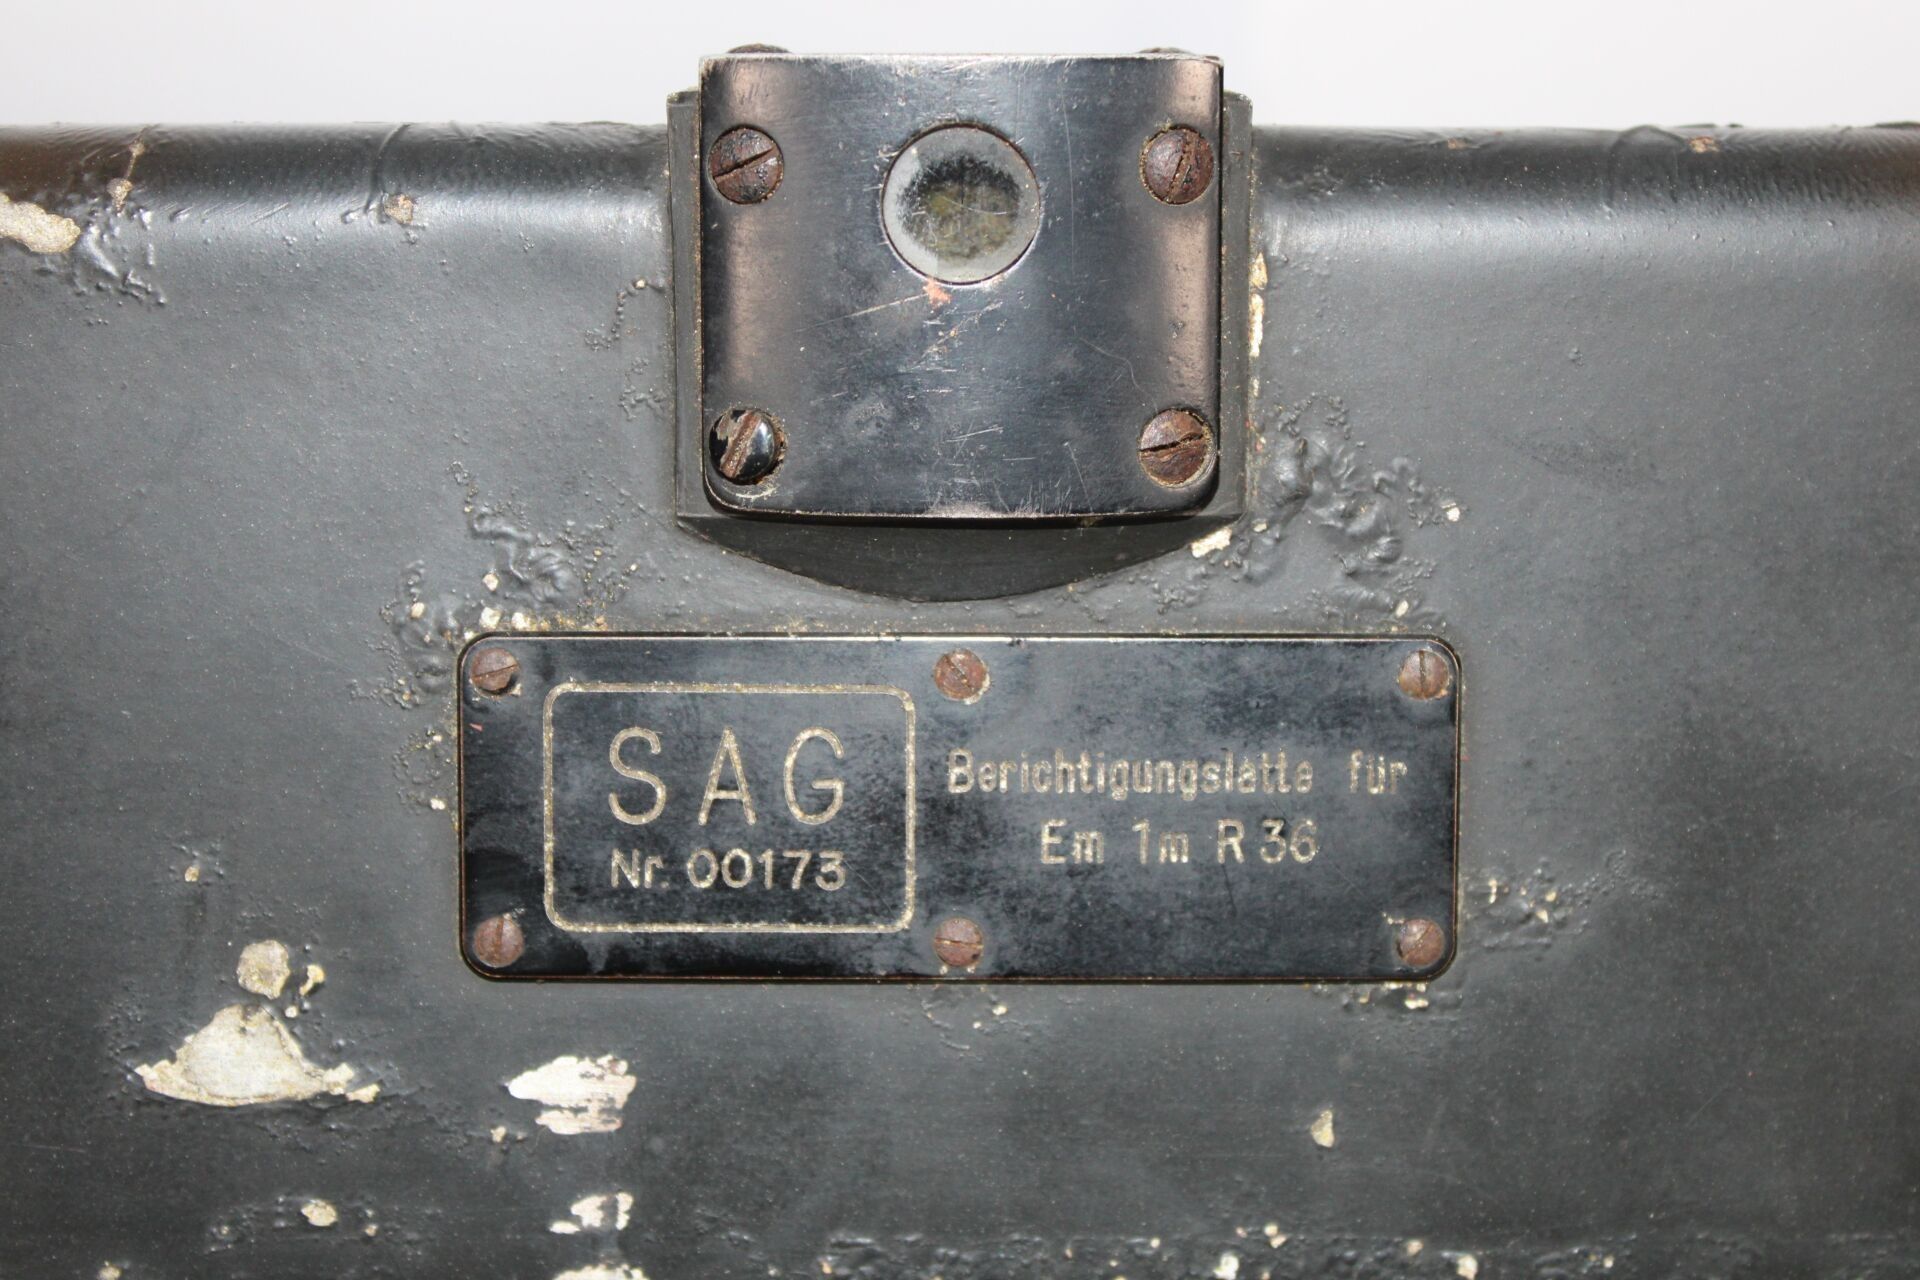 SAG
Nr. 00173
Berichtigungslatte für
Em 1m R 36